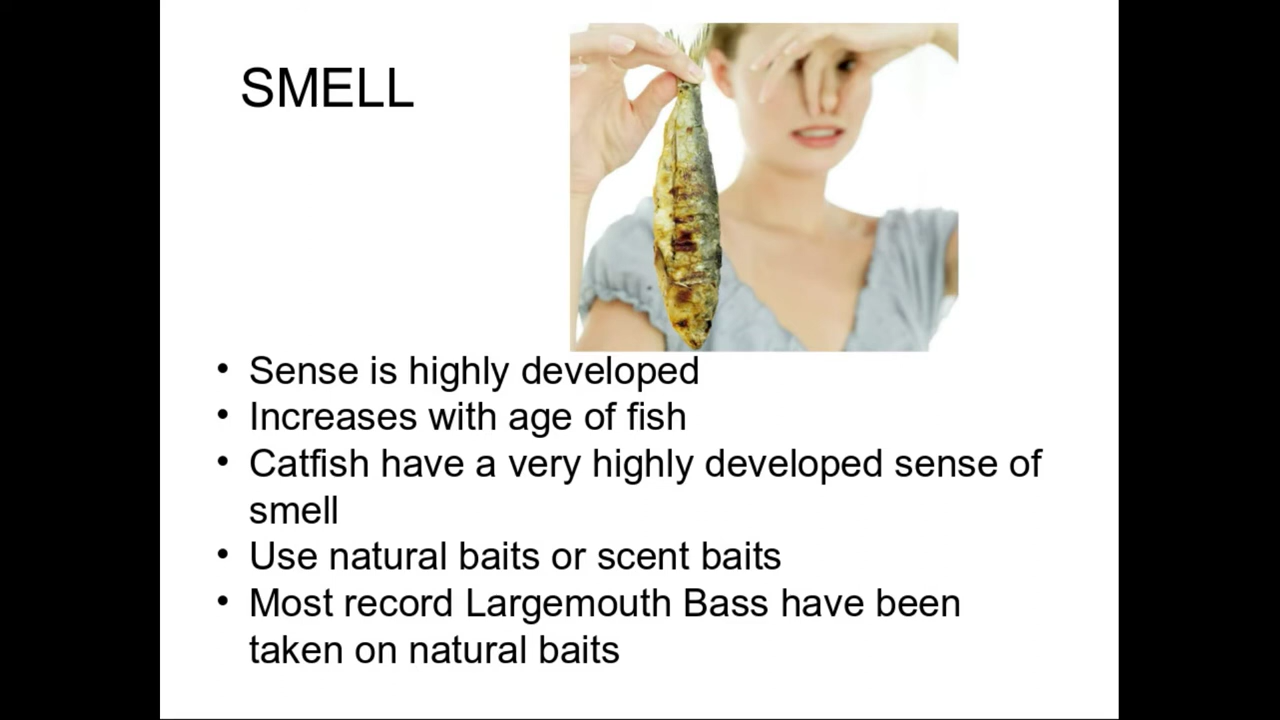 SMELL
• Sense is highly developed
• Increases with age of fish
• Catfish have a very highly developed sense of
smell
• Use natural baits or scent baits
• Most record Largemouth Bass have been
taken on natural baits